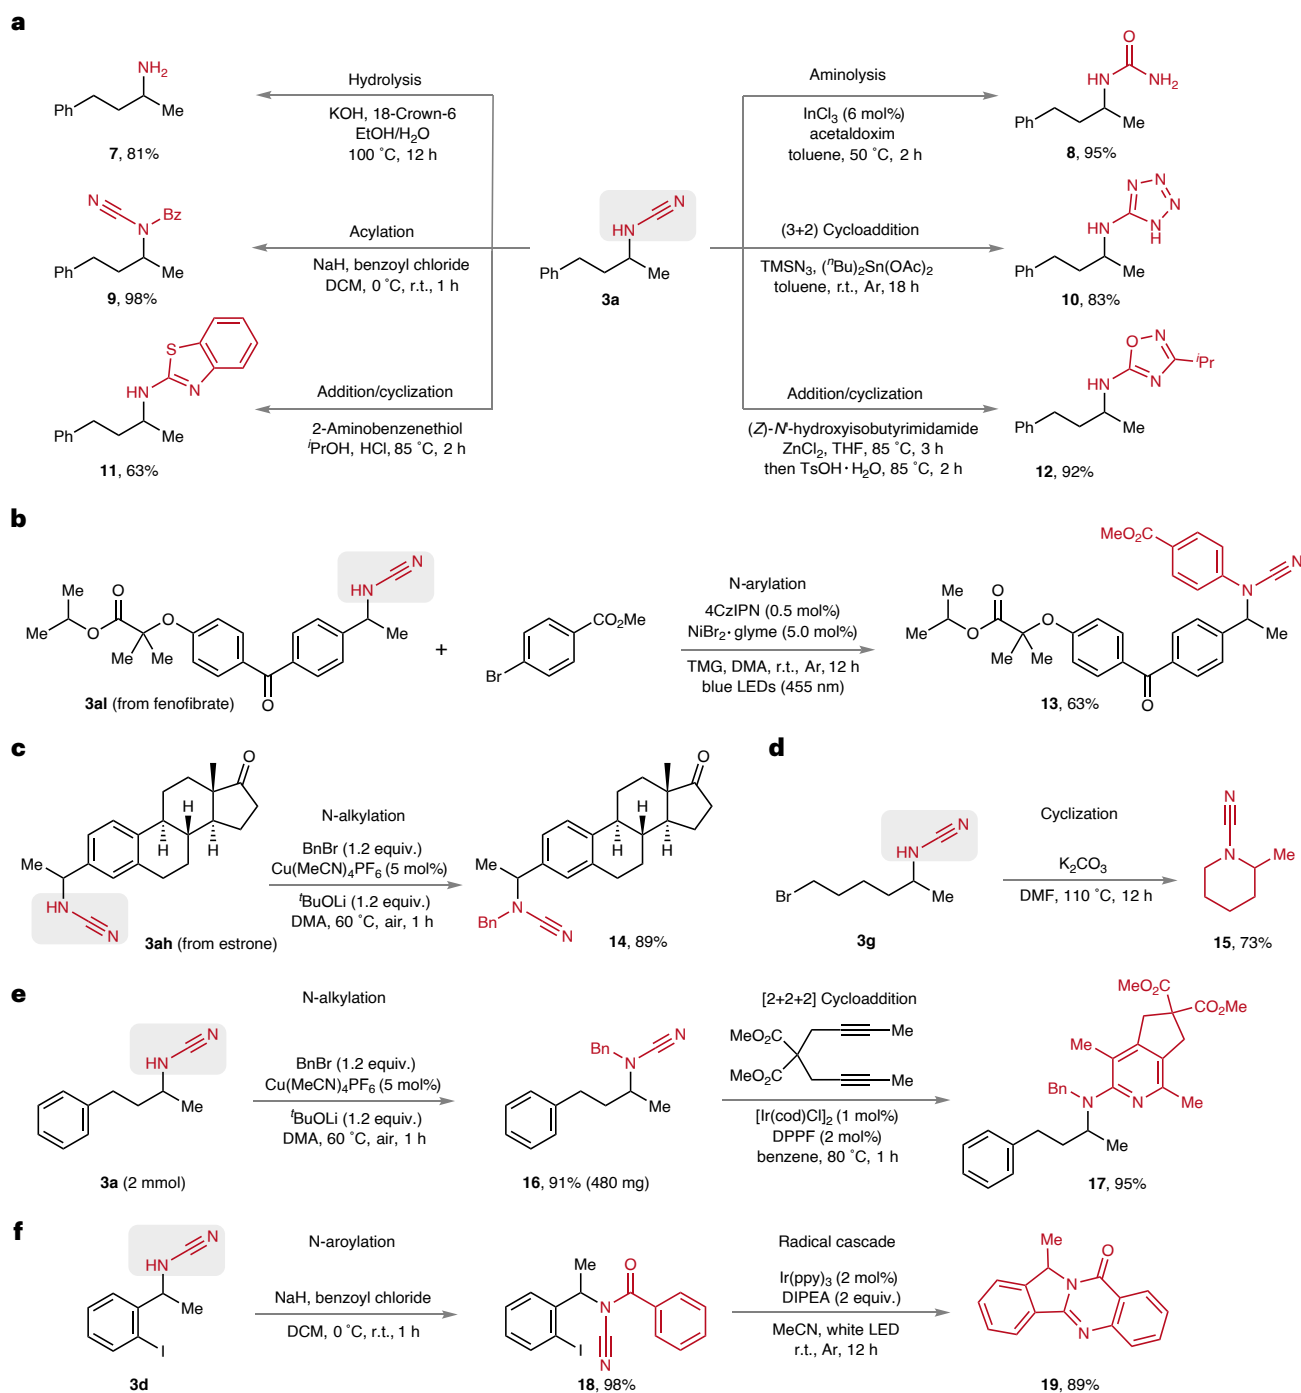 a
NH2
Ph
Me
7, 81%
Hydrolysis
KOH, 18-Crown-6
EtOH/H2O
100 ˚C, 12 h
Aminolysis
InCl3 (6 mol%)
acetaldoxim
toluene, 50 ˚C, 2 h
O
HN
NH2
Ph
Me
8, 95%
N
N
Bz
Ph
Me
9, 98%
Acylation
NaH, benzoyl chloride
DCM, 0 ˚C, r.t., 1 h
N
HN
Ph
Me
3a
(3+2) Cycloaddition
TMSN3, (nBu)2Sn(OAc)2
toluene, r.t., Ar, 18 h
N
N
N
HN
N
H
Ph
Me
10, 83%
S
HN
N
Ph
Me
11, 63%
Addition/cyclization
2-Aminobenzenethiol
iPrOH, HCl, 85 ˚C, 2 h
Addition/cyclization
(Z)-N'-hydroxyisobutyrimidamide
ZnCl2, THF, 85 ˚C, 3 h
then TsOH·H2O, 85 ˚C, 2 h
O
N
iPr
HN
N
Ph
Me
12, 92%
b
N
HN
Me
O
Me
O
O
Me
Me
Me
O
3al (from fenofibrate)
+
CO2Me
Br
N-arylation
4CzIPN (0.5 mol%)
NiBr2·glyme (5.0 mol%)
TMG, DMA, r.t., Ar, 12 h
blue LEDs (455 nm)
MeO2C
N
N
Me
O
Me
O
O
Me
Me
Me
O
13, 63%
c
O
H
H
H
Me
HN
N
3ah (from estrone)
N-alkylation
BnBr (1.2 equiv.)
Cu(MeCN)4PF6 (5 mol%)
tBuOLi (1.2 equiv.)
DMA, 60 ˚C, air, 1 h
O
H
H
H
Me
N
Bn
N
14, 89%
d
N
HN
Br
Me
3g
Cyclization
K2CO3
DMF, 110 ˚C, 12 h
N
N
Me
15, 73%
e
N
HN
Me
3a (2 mmol)
N-alkylation
BnBr (1.2 equiv.)
Cu(MeCN)4PF6 (5 mol%)
tBuOLi (1.2 equiv.)
DMA, 60 ˚C, air, 1 h
N
Bn
N
Me
16, 91% (480 mg)
[2+2+2] Cycloaddition
Me
MeO2C
MeO2C
Me
[Ir(cod)Cl]2 (1 mol%)
DPPF (2 mol%)
benzene, 80 ˚C, 1 h
MeO2C
CO2Me
Me
Bn
N
N
Me
Me
17, 95%
f
N
HN
Me
I
3d
N-aroylation
NaH, benzoyl chloride
DCM, 0 ˚C, r.t., 1 h
Me
O
N
I
N
18, 98%
Radical cascade
Ir(ppy)3 (2 mol%)
DIPEA (2 equiv.)
MeCN, white LED
r.t., Ar, 12 h
Me
O
N
N
19, 89%